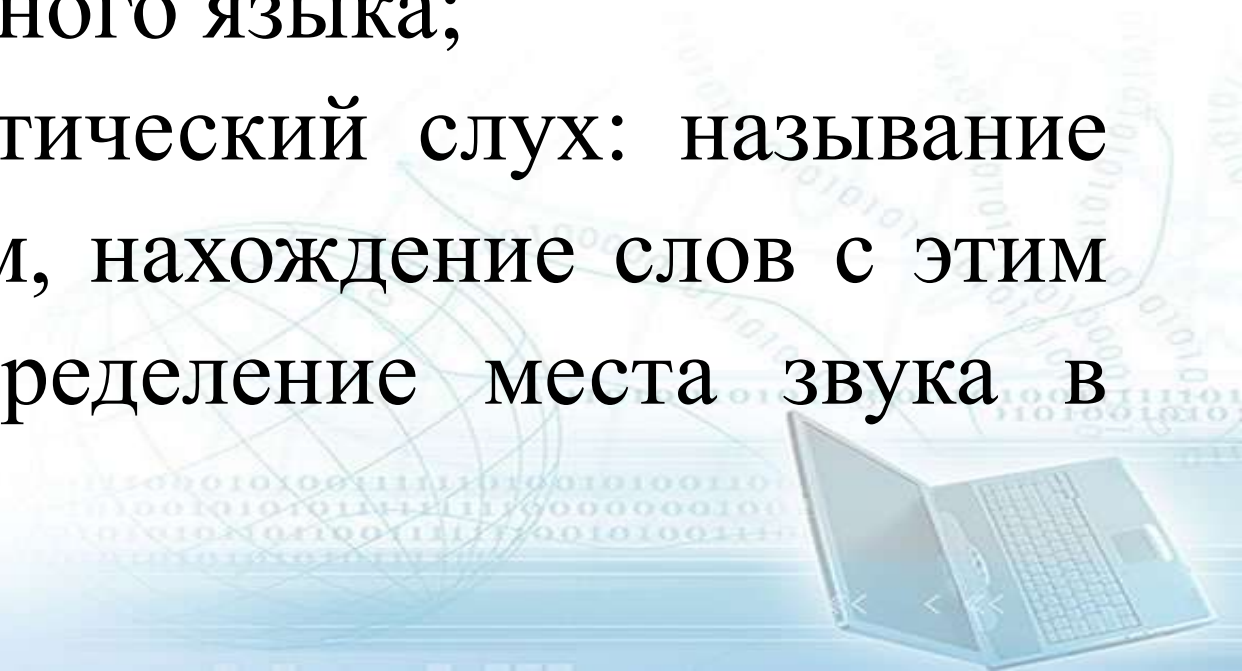 ного языка;
тический слух: называние
м, нахождение слов с этим
ределение места звука в